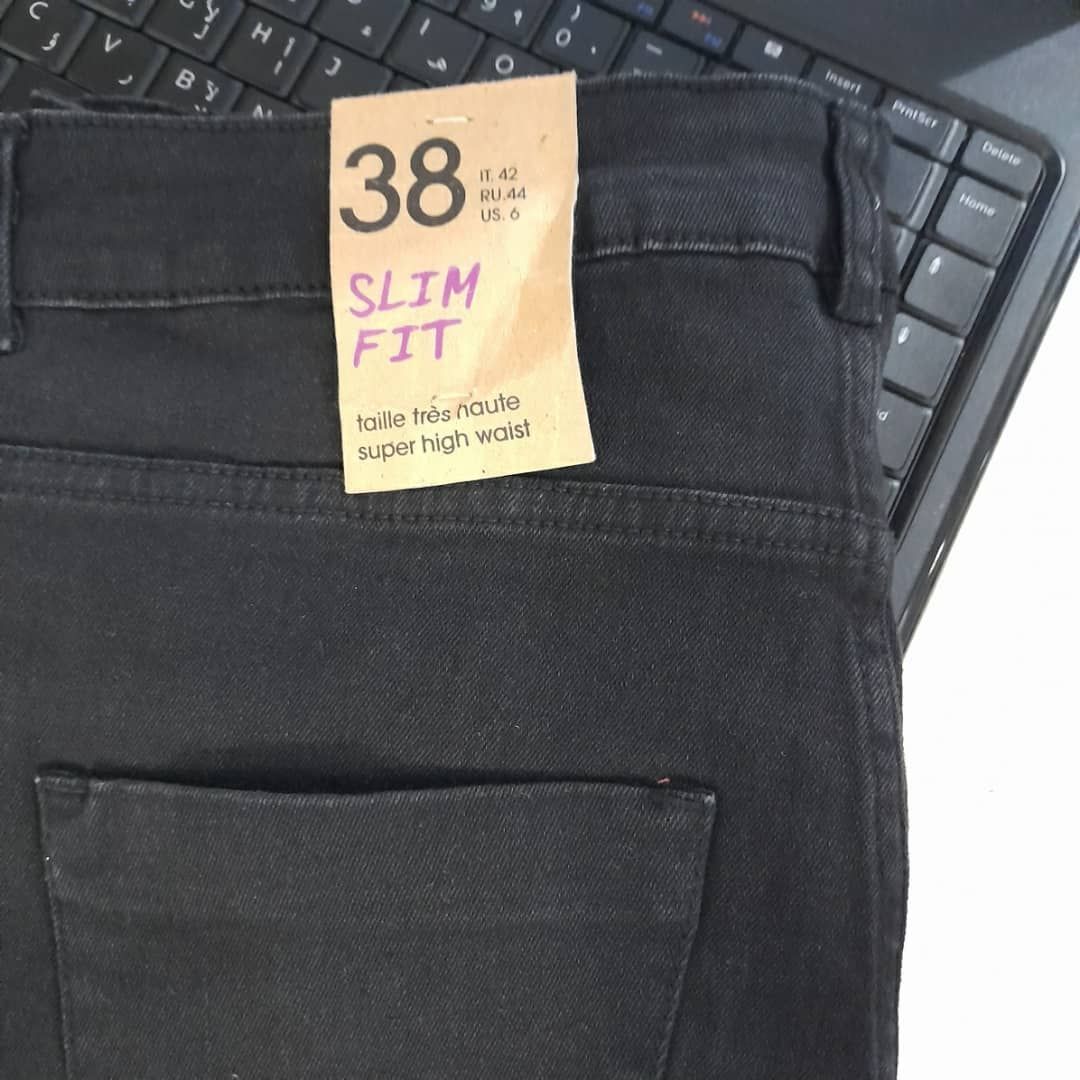 C
V
B
H
N
O
Insert
PrntScr
Delete
Home
38
IT. 42
RU.44
US. 6
SLIM
FIT
taille très haute
super high waist